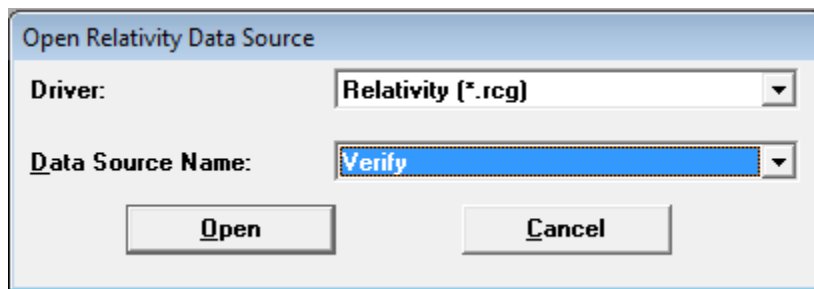 Open Relativity Data Source
Driver: Relativity (*.rcg)
Data Source Name: Verify
Open Cancel